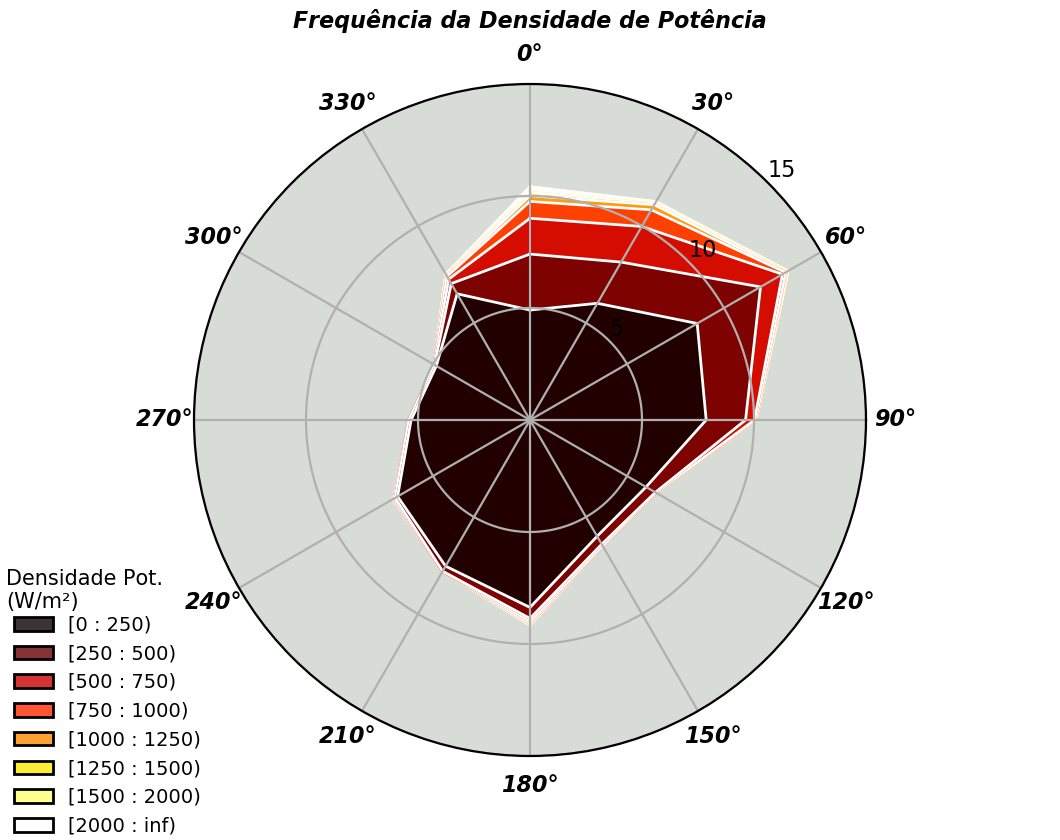 Frequência da Densidade de Potência
0°
330°
30°
15
300°
60°
10
5
270°
90°
240°
120°
210°
150°
180°
Densidade Pot.
(W/m²)
[0 : 250)
[250 : 500)
[500 : 750)
[750 : 1000)
[1000 : 1250)
[1250 : 1500)
[1500 : 2000)
[2000 : inf)